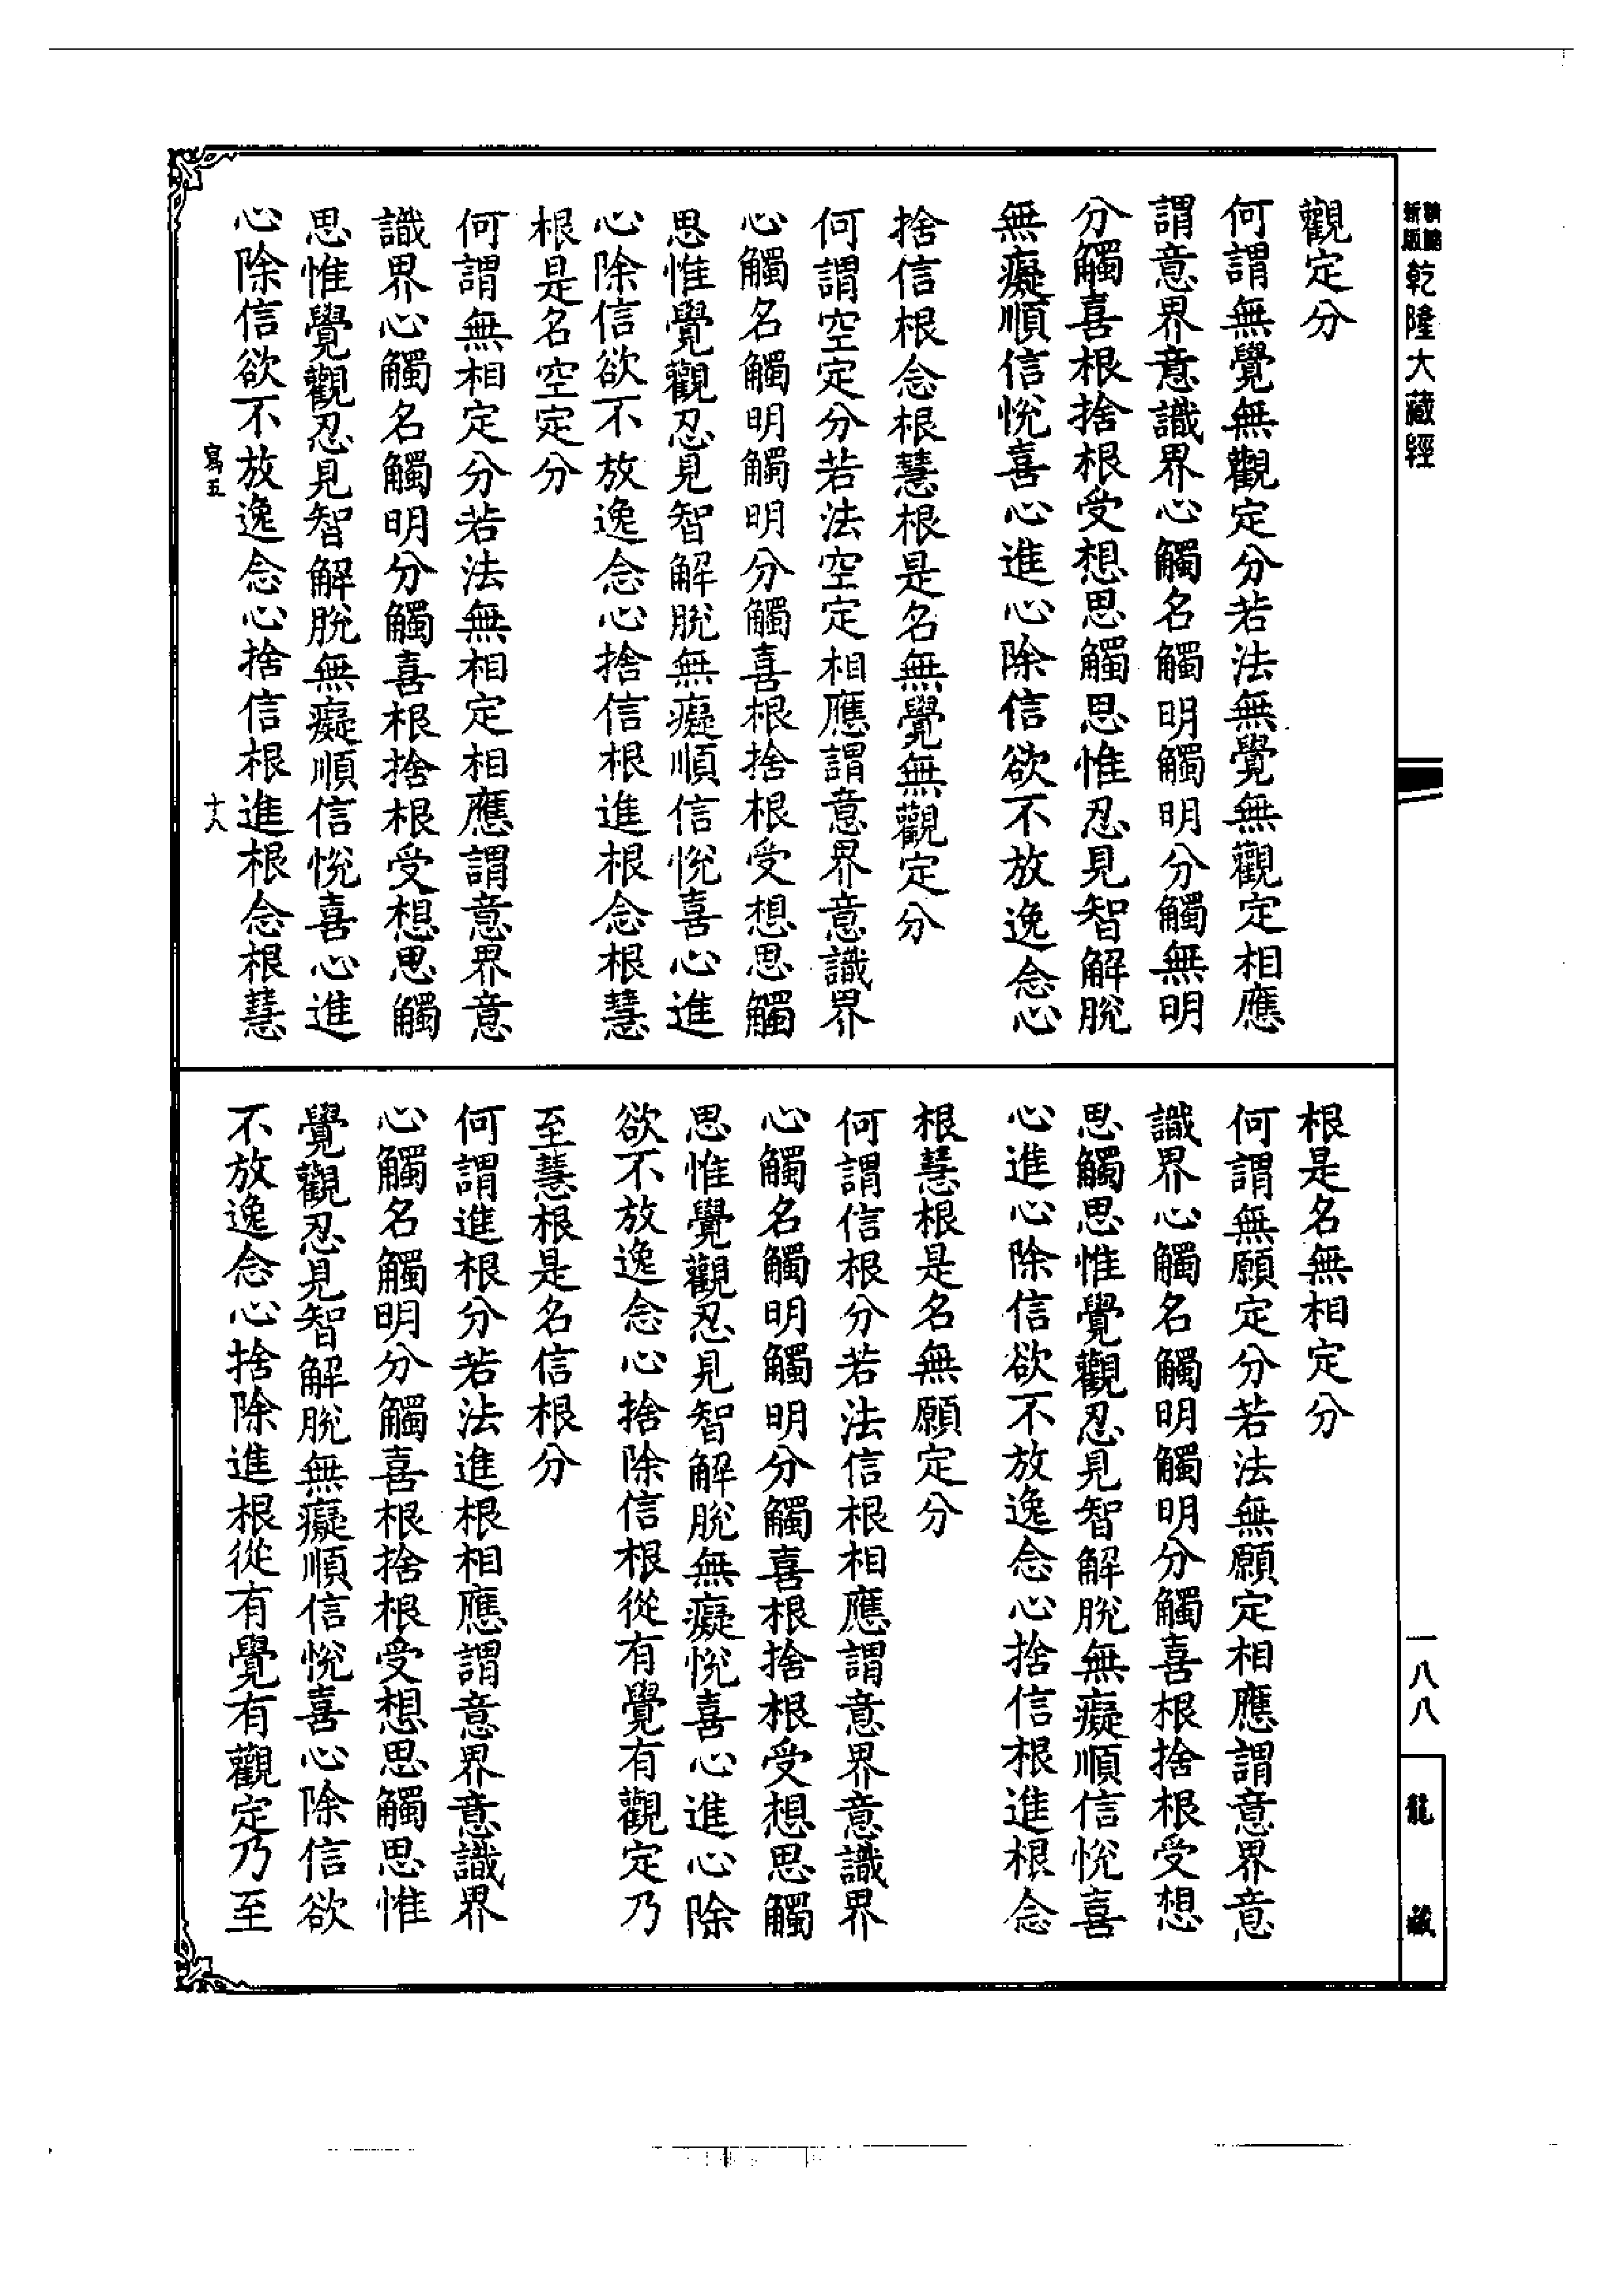 新版
精縮
乾隆大藏經
一八八
龍藏
觀定分
何謂無覺無觀定分若法無覺無觀定相應
謂意界意識界心觸名觸明觸明分觸無明
分觸喜根捨根受想思觸思惟忍見智解脫
無癡順信悅喜心進心除信欲不放逸念心
捨信根念根慧根是名無覺無觀定分
何謂空定分若法空定相應謂意界意識界
心觸名觸明觸明分觸喜根捨根受想思觸
思惟覺觀忍見智解脫無癡順信悅喜心進
心除信欲不放逸念心捨信根進根念根慧
根是名空定分
何謂無相定分若法無相定相應謂意界意
識界心觸名觸明分觸喜根捨根受想思觸
思惟覺觀忍見智解脫無癡順信悅喜心進
心除信欲不放逸念心捨信根進根念根慧
寫五
十八
根是名無相定分
何謂無願定分若法無願定相應謂意界意
識界心觸名觸明觸明分觸喜根捨根受想
思觸思惟覺觀忍見智解脫無癡順信悅喜
心進心除信欲不放逸念心捨信根進根念
根慧根是名無願定分
何謂信根分若法信根相應謂意界意識界
心觸名觸明觸明分觸喜根捨根受想思觸
思惟覺觀忍見智解脫無癡悅喜心進心除
欲不放逸念心捨除信根從有覺有觀定乃
至慧根是名信根分
何謂進根分若法進根相應謂意界意識界
心觸名觸明分觸喜根捨根受想思觸思惟
覺觀忍見智解脫無癡順信悅喜心除信欲
不放逸念心捨除進根從有覺有觀定乃至